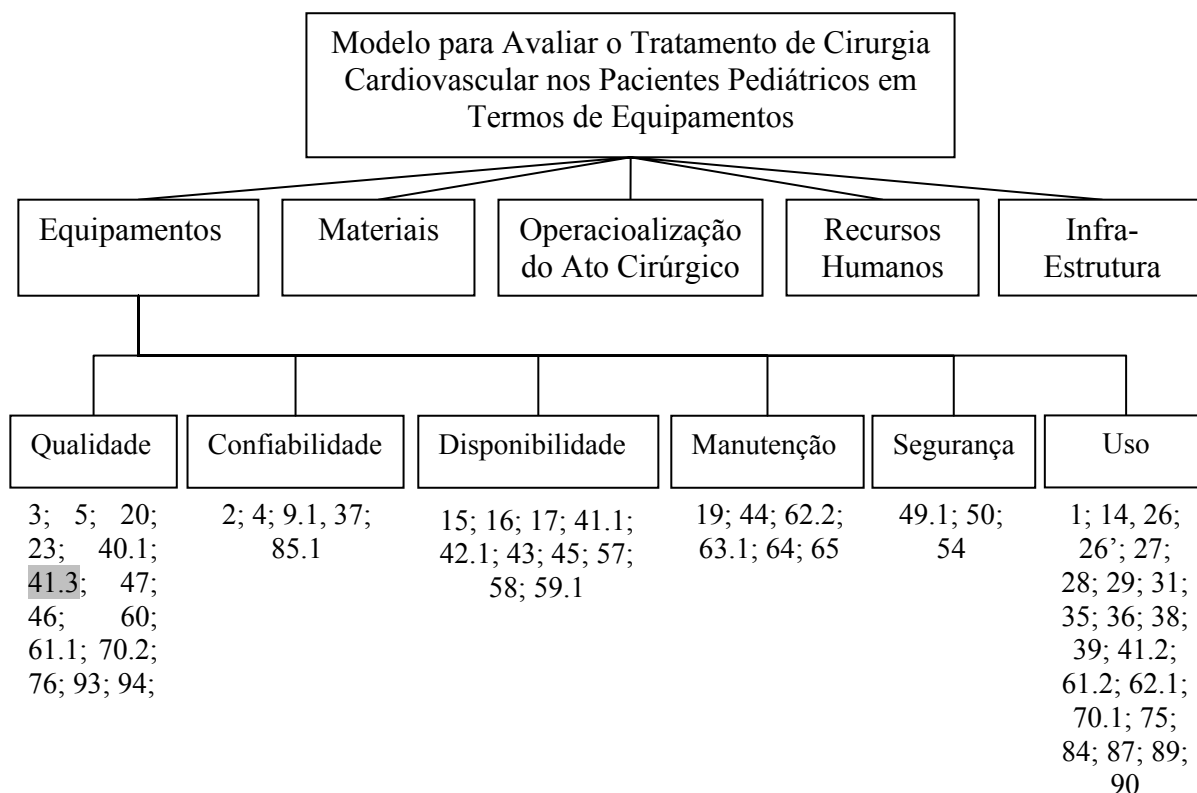 Modelo para Avaliar o Tratamento de Cirurgia
Cardiovascular nos Pacientes Pediátricos em
Termos de Equipamentos
Equipamentos
Materiais
Operacioalização
do Ato Cirúrgico
Recursos
Humanos
Infra-
Estrutura
Qualidade
Confiabilidade
Disponibilidade
Manutenção
Segurança
Uso
3; 5; 20;
23; 40.1;
41.3; 47;
46; 60;
61.1; 70.2;
76; 93; 94;
2; 4; 9.1, 37;
85.1
15; 16; 17; 41.1;
42.1; 43; 45; 57;
58; 59.1
19; 44; 62.2;
63.1; 64; 65
49.1; 50;
54
1; 14, 26;
26’; 27;
28; 29; 31;
35; 36; 38;
39; 41.2;
61.2; 62.1;
70.1; 75;
84; 87; 89;
90